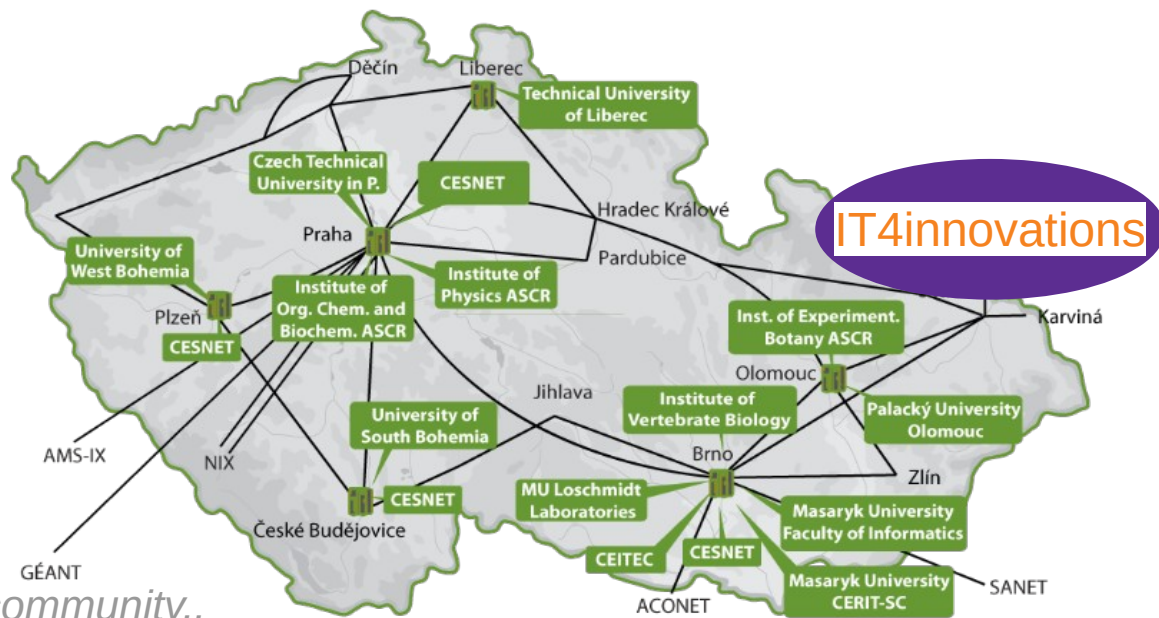 Děčín
Liberec
Technical University
of Liberec
Czech Technical
University in P.
CESNET
Hradec Králové
IT4innovations
Praha
Pardubice
University of
West Bohemia
Institute of
Physics ASCR
Institute of
Org. Chem. and
Biochem. ASCR
Plzeň
CESNET
Inst. of Experiment.
Botany ASCR
Karviná
Olomouc
Jihlava
Institute of
Vertebrate Biology
Palacký University
Olomouc
University of
South Bohemia
AMS-IX
NIX
Brno
Zlín
MU Loschmidt
Laboratories
CESNET
Masaryk University
Faculty of Informatics
České Budějovice
CEITEC
CESNET
GÉANT
Masaryk University
CERIT-SC
SANET
ACONET
community..